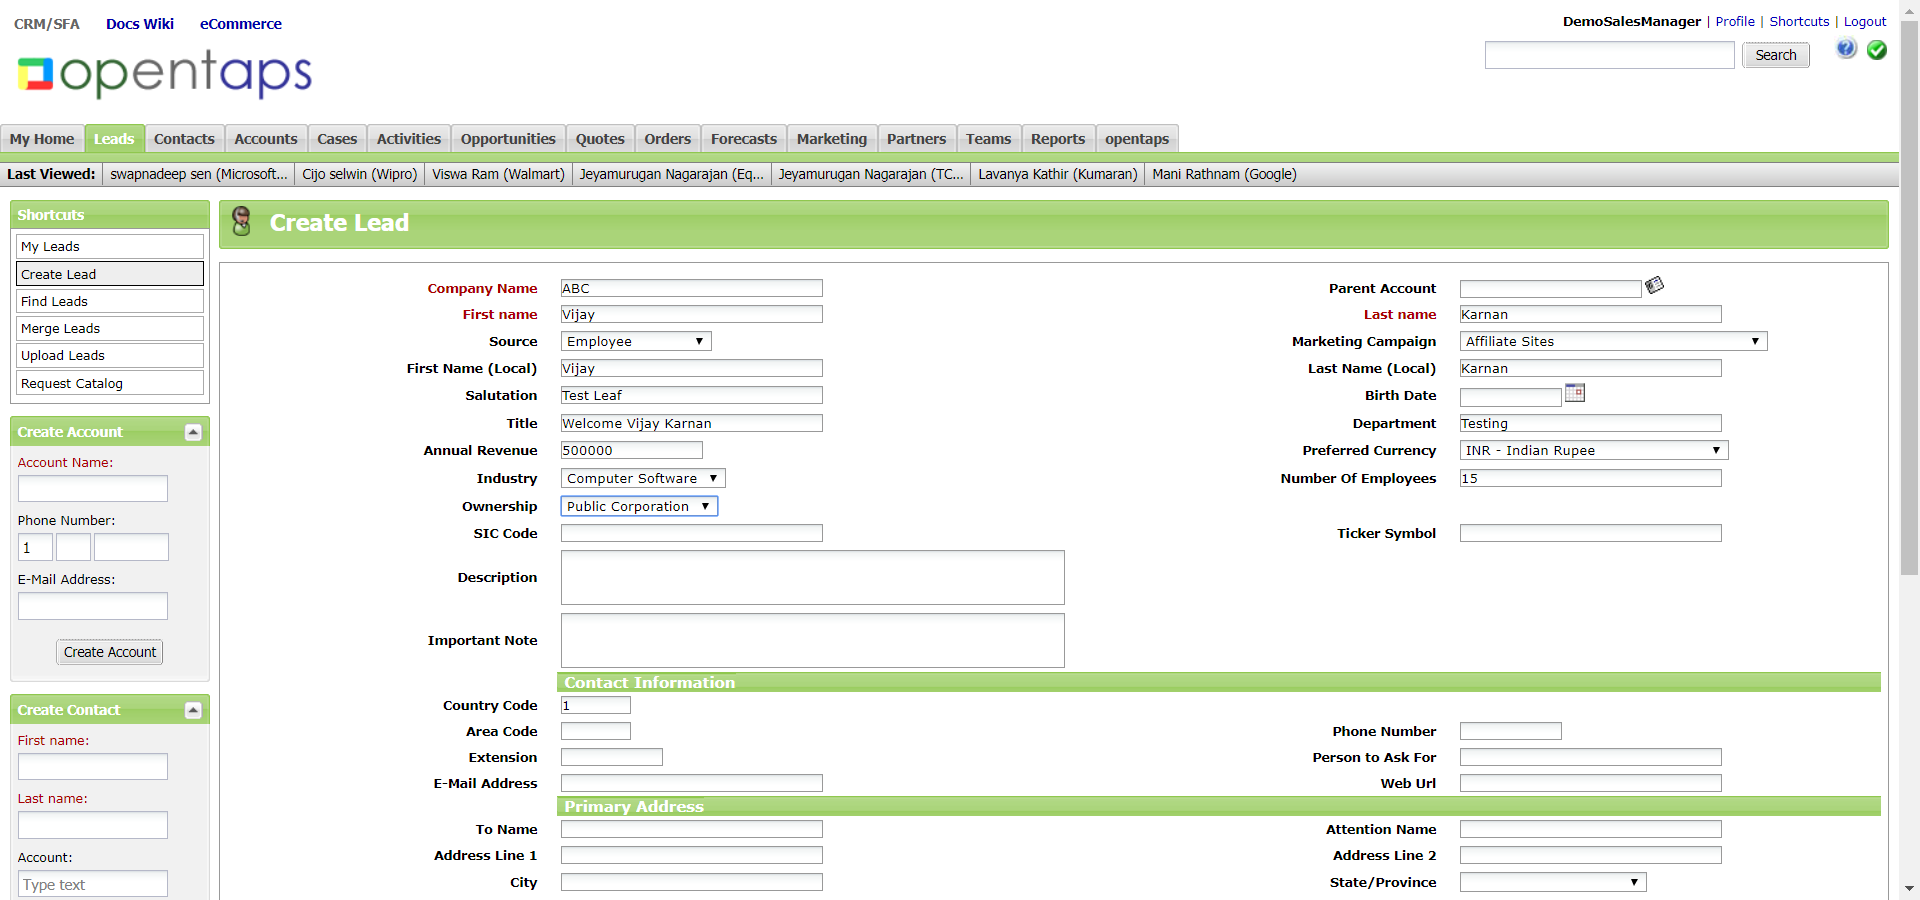 CRM/SFA Docs Wiki eCommerce
DemoSalesManager | Profile | Shortcuts | Logout
opentaps
Search
My Home Leads Contacts Accounts Cases Activities Opportunities Quotes Orders Forecasts Marketing Partners Teams Reports opentaps
Last Viewed: swapnadeep sen (Microsoft... Cijo selwin (Wipro) Viswa Ram (Walmart) Jeyamurugan Nagarajan (Eq... Jeyamurugan Nagarajan (TC... Lavanya Kathir (Kumaran) Mani Rathnam (Google)
Shortcuts
My Leads
Create Lead
Find Leads
Merge Leads
Upload Leads
Request Catalog
Create Account
Account Name:
Phone Number:
1
E-Mail Address:
Create Account
Create Contact
First name:
Last name:
Account:
Type text
Create Lead
Company Name ABC Parent Account
First name Vijay Last name Karnan
Source Employee Marketing Campaign Affiliate Sites
First Name (Local) Vijay Last Name (Local) Karnan
Salutation Test Leaf Birth Date
Title Welcome Vijay Karnan Department Testing
Annual Revenue 500000 Preferred Currency INR - Indian Rupee
Industry Computer Software Number Of Employees 15
Ownership Public Corporation
SIC Code Ticker Symbol
Description
Important Note
Contact Information
Country Code 1
Area Code Phone Number
Extension Person to Ask For
E-Mail Address Web Url
Primary Address
To Name Attention Name
Address Line 1 Address Line 2
City State/Province